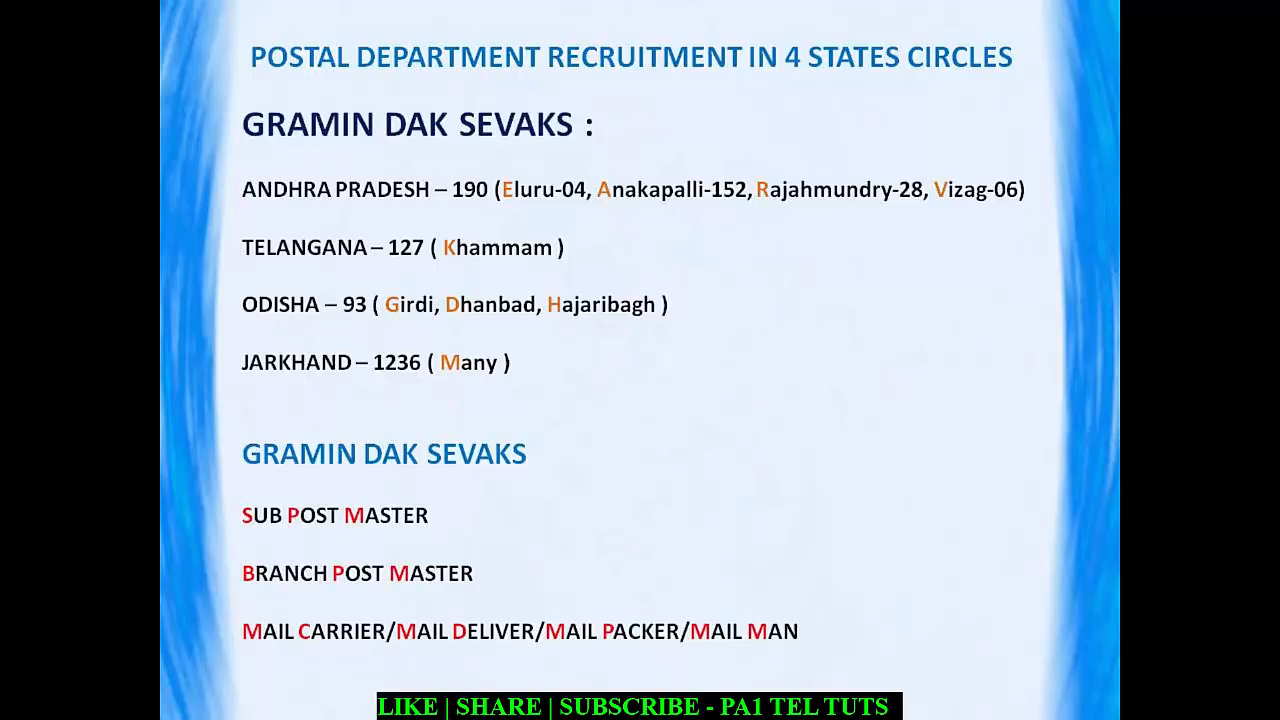 POSTAL DEPARTMENT RECRUITMENT IN 4 STATES CIRCLES
GRAMIN DAK SEVAKS :
ANDHRA PRADESH – 190 (Eluru-04, Anakapalli-152, Rajahmundry-28, Vizag-06)
TELANGANA – 127 ( Khammam )
ODISHA – 93 ( Girdi, Dhanbad, Hajaribagh )
JARKHAND – 1236 ( Many )
GRAMIN DAK SEVAKS
SUB POST MASTER
BRANCH POST MASTER
MAIL CARRIER/MAIL DELIVER/MAIL PACKER/MAIL MAN
LIKE | SHARE | SUBSCRIBE - PA1 TEL TUTS